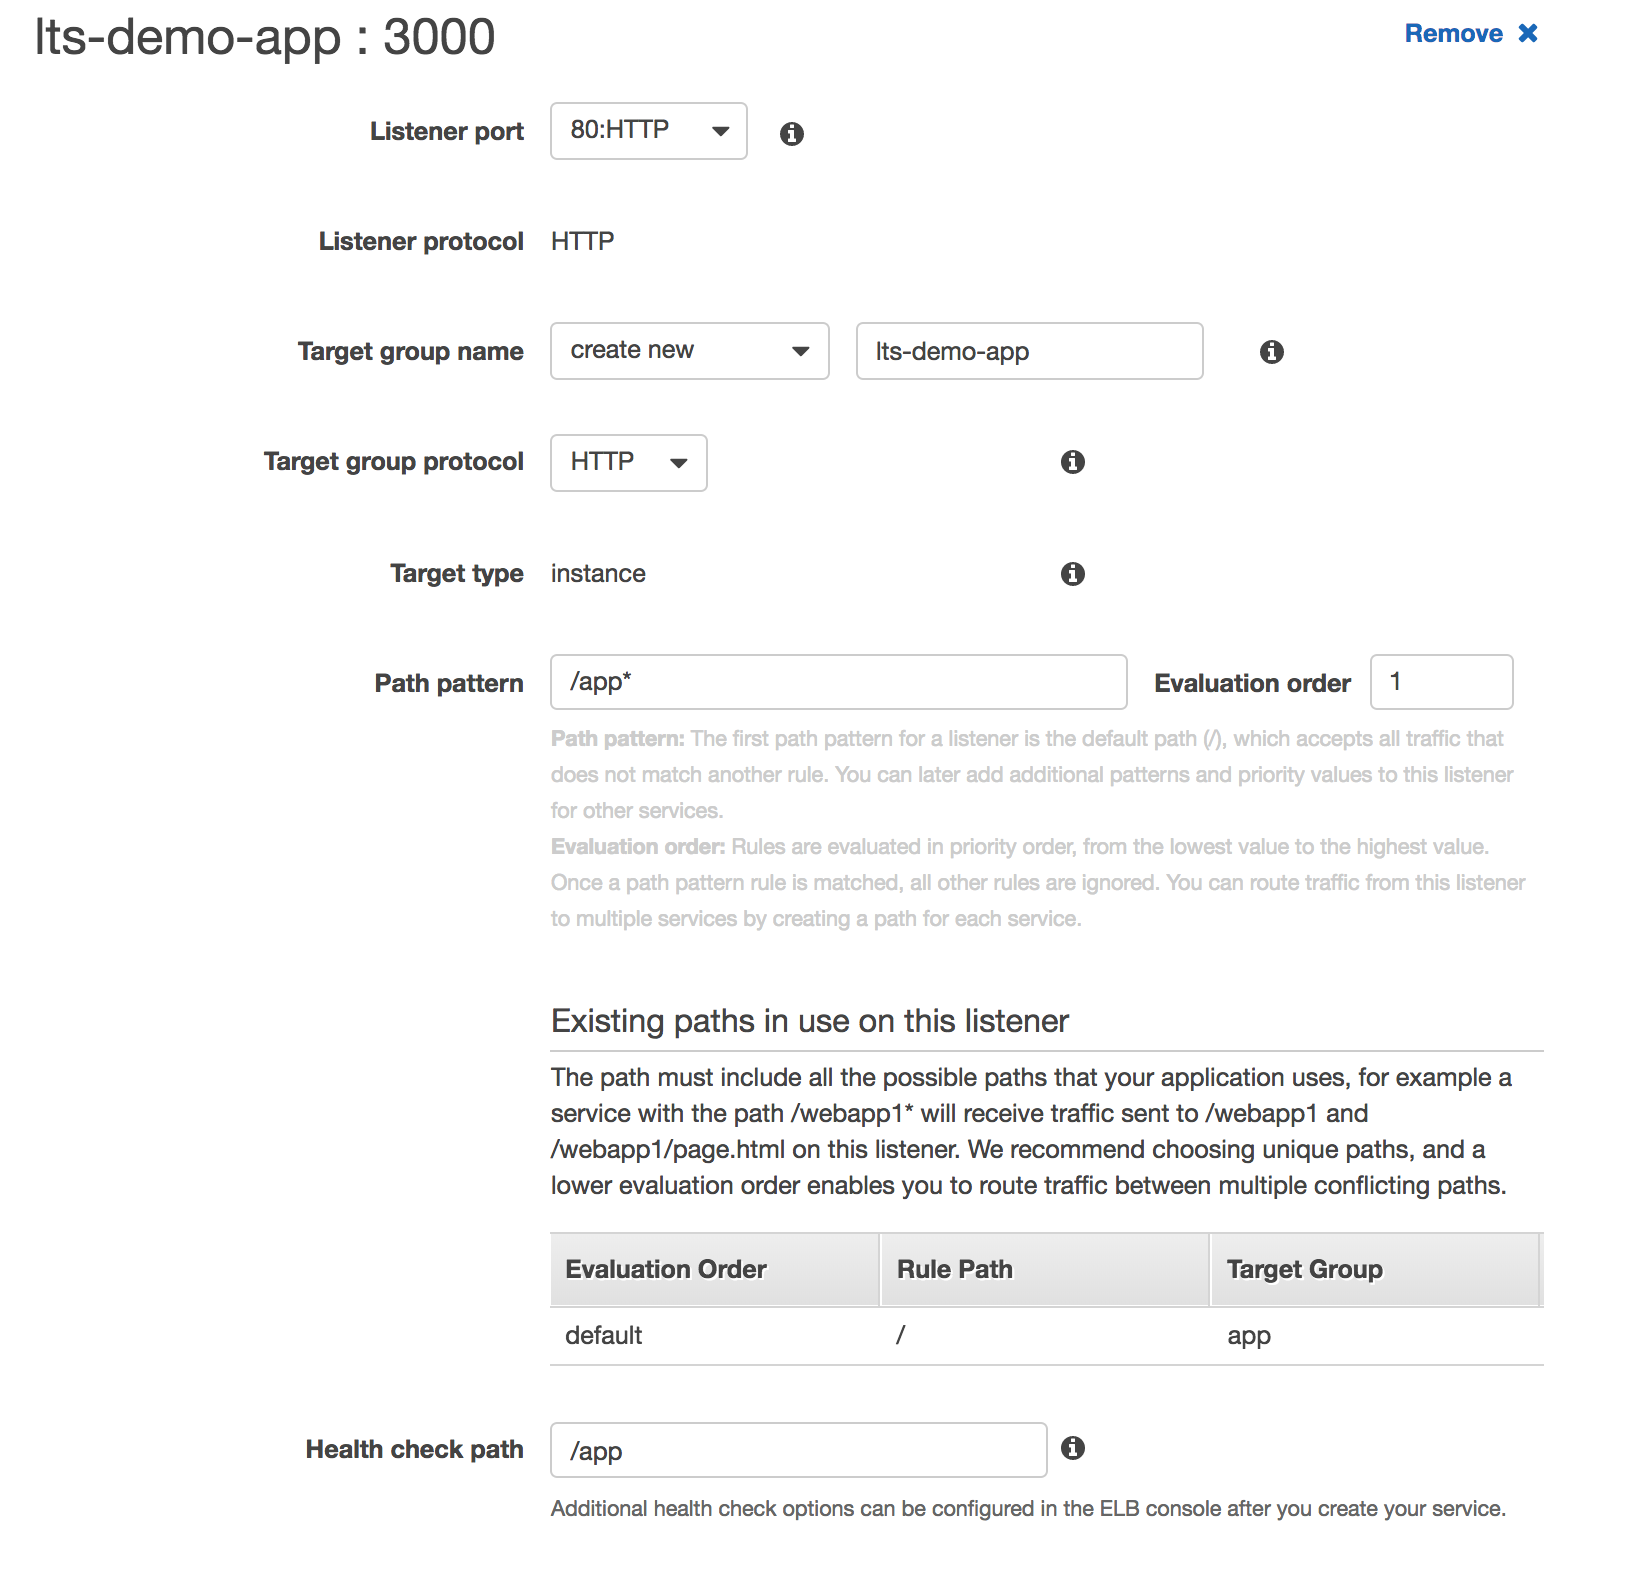 lts-demo-app : 3000
Remove
Listener port 80:HTTP
Listener protocol HTTP
Target group name create new lts-demo-app
Target group protocol HTTP
Target type instance
Path pattern /app* Evaluation order 1
Path pattern: The first path pattern for a listener is the default path (/), which accepts all traffic that
does not match another rule. You can later add additional patterns and priority values to this listener
for other services.
Evaluation order: Rules are evaluated in priority order, from the lowest value to the highest value.
Once a path pattern rule is matched, all other rules are ignored. You can route traffic from this listener
to multiple services by creating a path for each service.
Existing paths in use on this listener
The path must include all the possible paths that your application uses, for example a
service with the path /webapp1* will receive traffic sent to /webapp1 and
/webapp1/page.html on this listener. We recommend choosing unique paths, and a
lower evaluation order enables you to route traffic between multiple conflicting paths.
Evaluation Order Rule Path Target Group
default / app
Health check path /app
Additional health check options can be configured in the ELB console after you create your service.